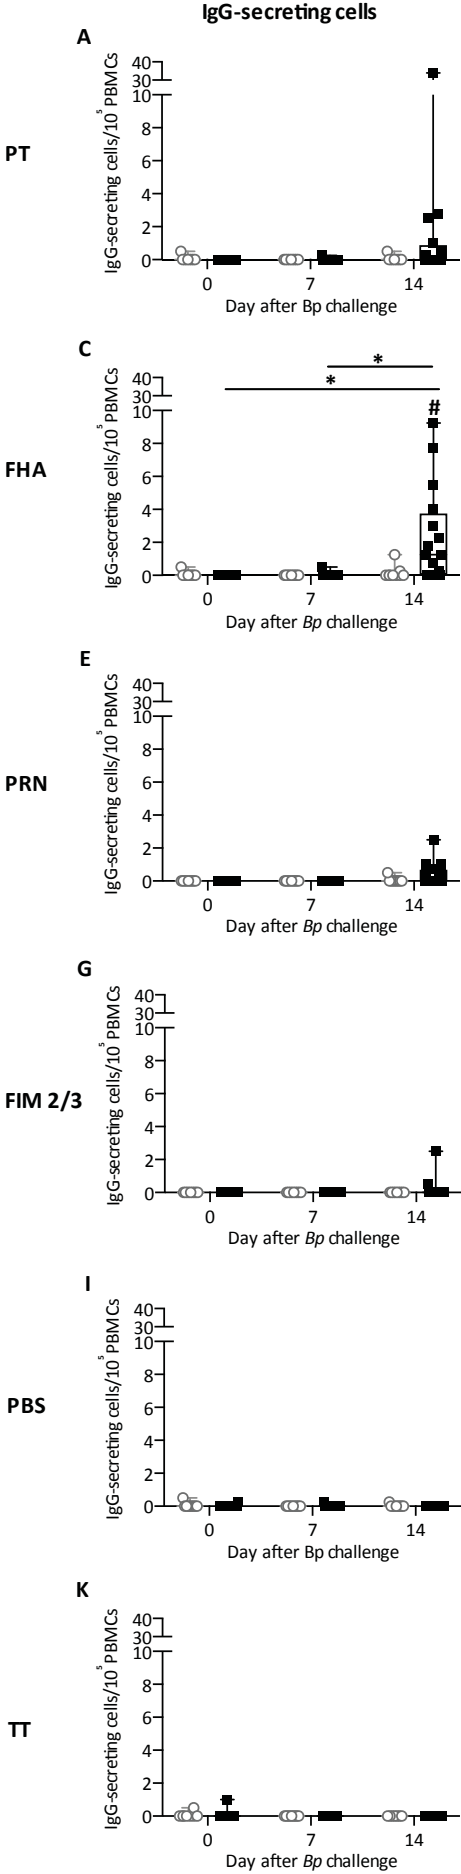 IgG-secreting cells
A
PT
IgG-secreting cells/10⁵ PBMCs
40
30
10
8
6
4
2
0
0 7 14
Day after Bp challenge
C
FHA
IgG-secreting cells/10⁵ PBMCs
40
30
10
8
6
4
2
0
*
*
#
0 7 14
Day after Bp challenge
E
PRN
IgG-secreting cells/10⁵ PBMCs
40
30
10
8
6
4
2
0
0 7 14
Day after Bp challenge
G
FIM 2/3
IgG-secreting cells/10⁵ PBMCs
40
30
10
8
6
4
2
0
0 7 14
Day after Bp challenge
I
PBS
IgG-secreting cells/10⁵ PBMCs
40
30
10
8
6
4
2
0
0 7 14
Day after Bp challenge
K
TT
IgG-secreting cells/10⁵ PBMCs
40
30
10
8
6
4
2
0
0 7 14
Day after Bp challenge